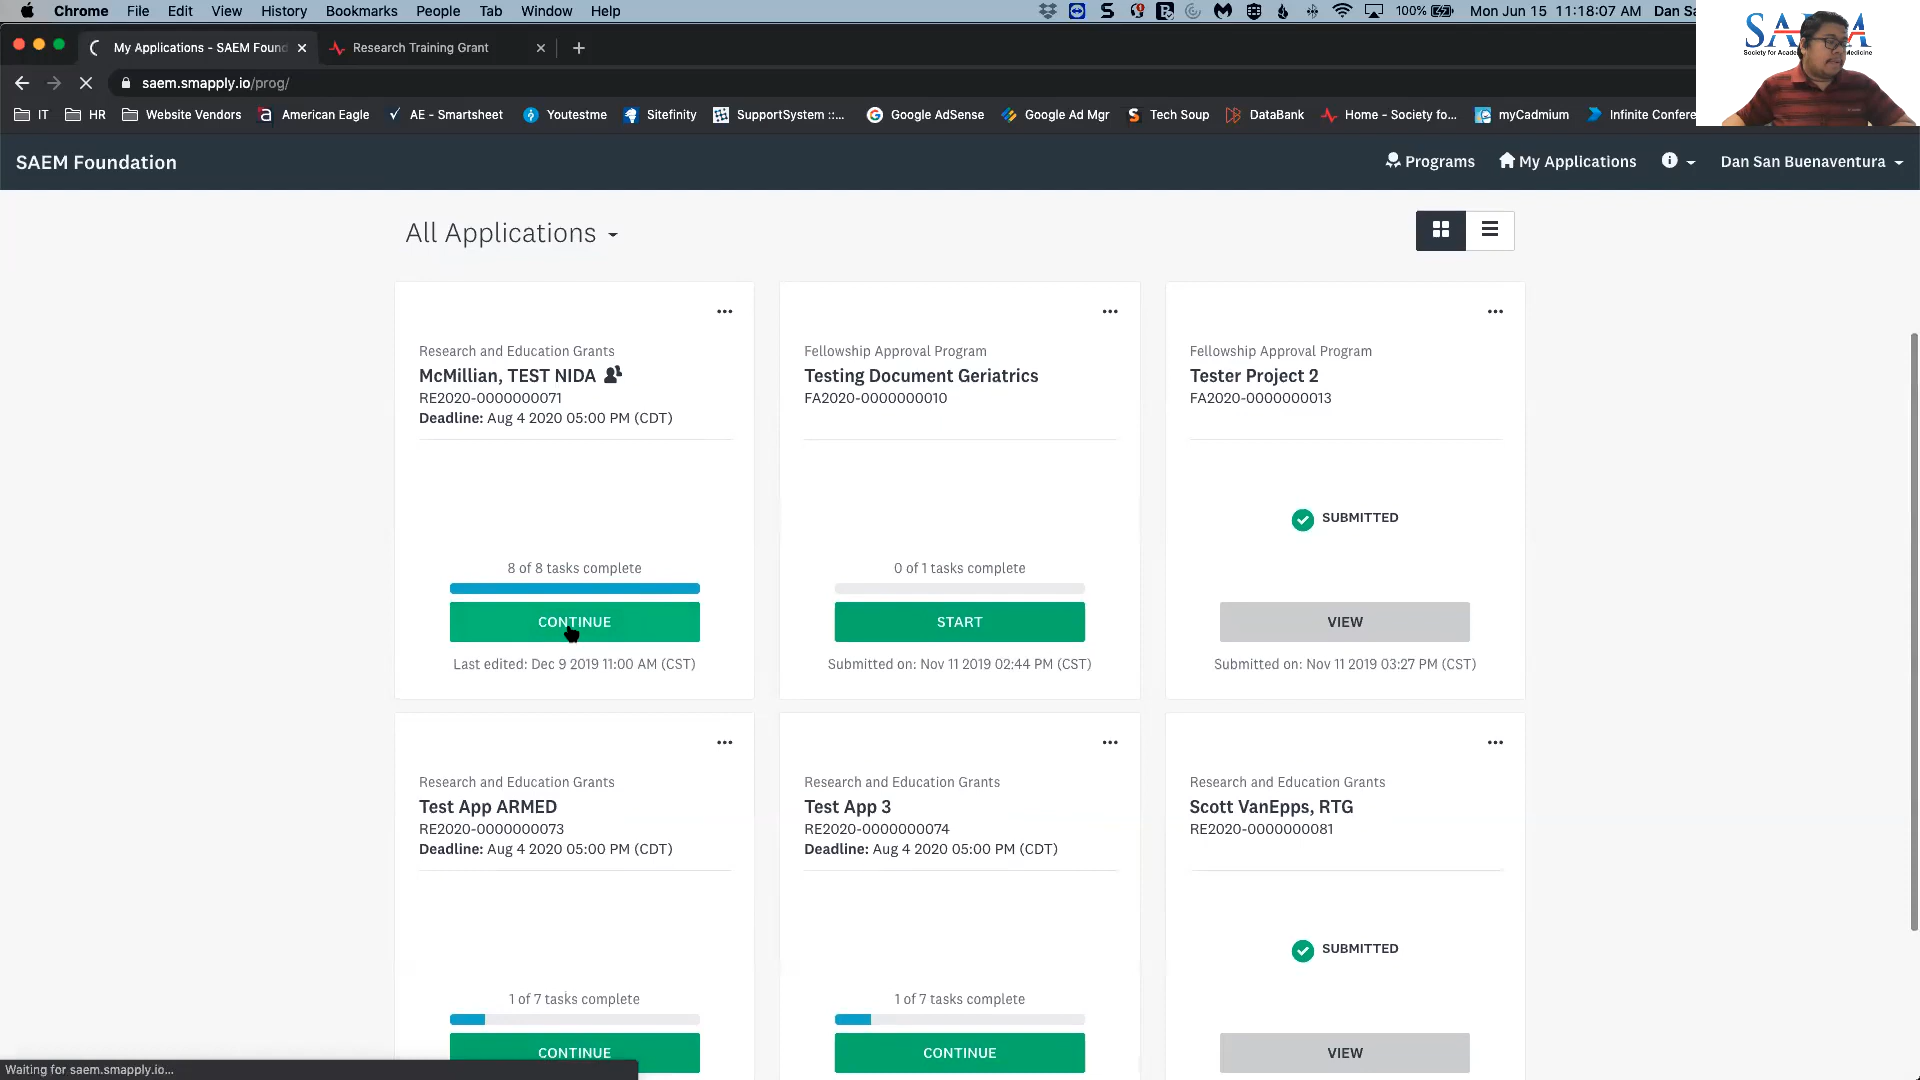 Chrome File Edit View History Bookmarks People Tab Window Help 100% Mon Jun 15 11:18:07 AM Dan
My Applications - SAEM Found Research Training Grant
saem.smapply.io/prog/
IT HR Website Vendors American Eagle AE - Smartsheet Youtestme Sitefinity SupportSystem ::... Google AdSense Google Ad Mgr Tech Soup DataBank Home - Society fo... myCadmium Infinite Confere
SAEM Foundation Programs My Applications Dan San Buenaventura
All Applications
Research and Education Grants
McMillian, TEST NIDA
RE2020-0000000071
Deadline: Aug 4 2020 05:00 PM (CDT)
8 of 8 tasks complete
CONTINUE
Last edited: Dec 9 2019 11:00 AM (CST)
Fellowship Approval Program
Testing Document Geriatrics
FA2020-0000000010
0 of 1 tasks complete
START
Submitted on: Nov 11 2019 02:44 PM (CST)
Fellowship Approval Program
Tester Project 2
FA2020-0000000013
SUBMITTED
VIEW
Submitted on: Nov 11 2019 03:27 PM (CST)
Research and Education Grants
Test App ARMED
RE2020-0000000073
Deadline: Aug 4 2020 05:00 PM (CDT)
1 of 7 tasks complete
CONTINUE
Research and Education Grants
Test App 3
RE2020-0000000074
Deadline: Aug 4 2020 05:00 PM (CDT)
1 of 7 tasks complete
CONTINUE
Research and Education Grants
Scott VanEpps, RTG
RE2020-0000000081
SUBMITTED
VIEW
Waiting for saem.smapply.io...